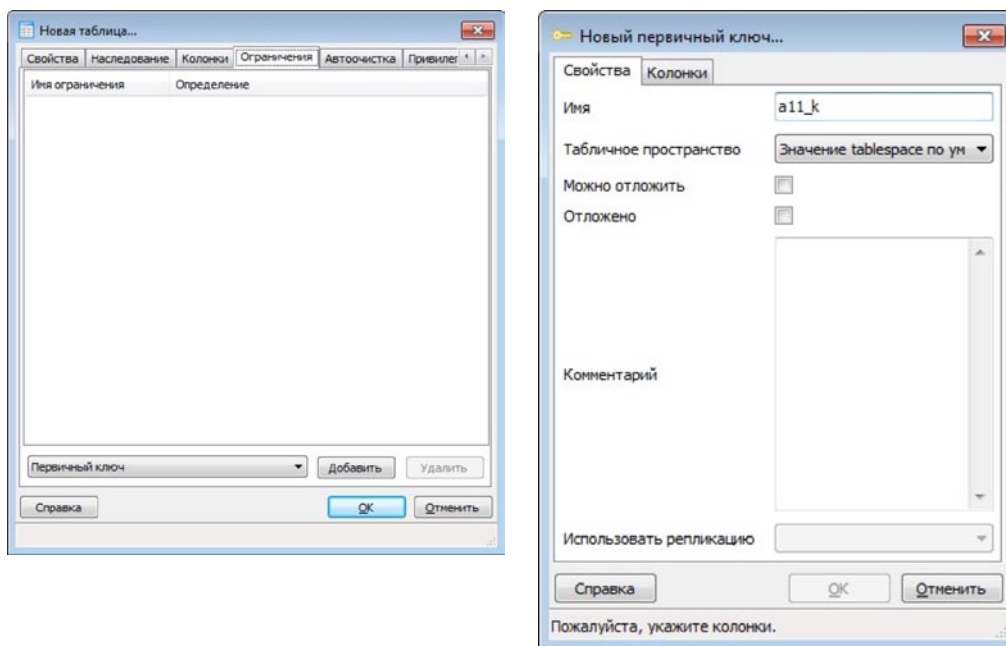 Новая таблица...
Свойства Наследование Колонки Ограничения Автоочистка Привилег
Имя ограничения Определение
Первичный ключ Добавить Удалить
Справка ОК Отменить
Новый первичный ключ...
Свойства Колонки
Имя a11_k
Табличное пространство Значение tablespace по ум
Можно отложить
Отложено
Комментарий
Использовать репликацию
Справка ОК Отменить
Пожалуйста, укажите колонки.